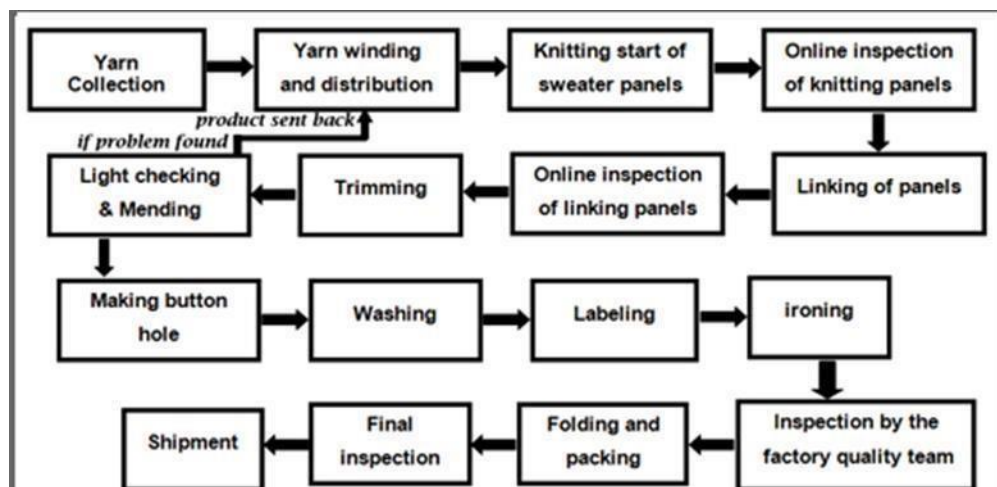 Yarn
Collection
Yarn winding
and distribution
Knitting start of
sweater panels
Online inspection
of knitting panels
product sent back
if problem found
Linking of panels
Online inspection
of linking panels
Trimming
Light checking
& Mending
Making button
hole
Washing
Labeling
ironing
Inspection by the
factory quality team
Folding and
packing
Final
inspection
Shipment